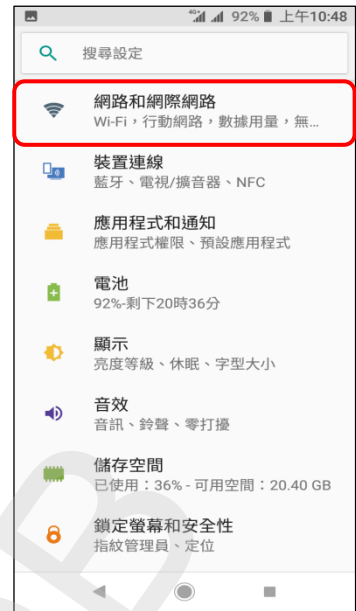 4G+ 92% 上午10:48
搜尋設定
網路和網際網路
Wi-Fi，行動網路，數據用量，無…
裝置連線
藍牙、電視/擴音器、NFC
應用程式和通知
應用程式權限、預設應用程式
電池
92%-剩下20時36分
顯示
亮度等級、休眠、字型大小
音效
音訊、鈴聲、零打擾
儲存空間
已使用：36% - 可用空間：20.40 GB
鎖定螢幕和安全性
指紋管理員、定位